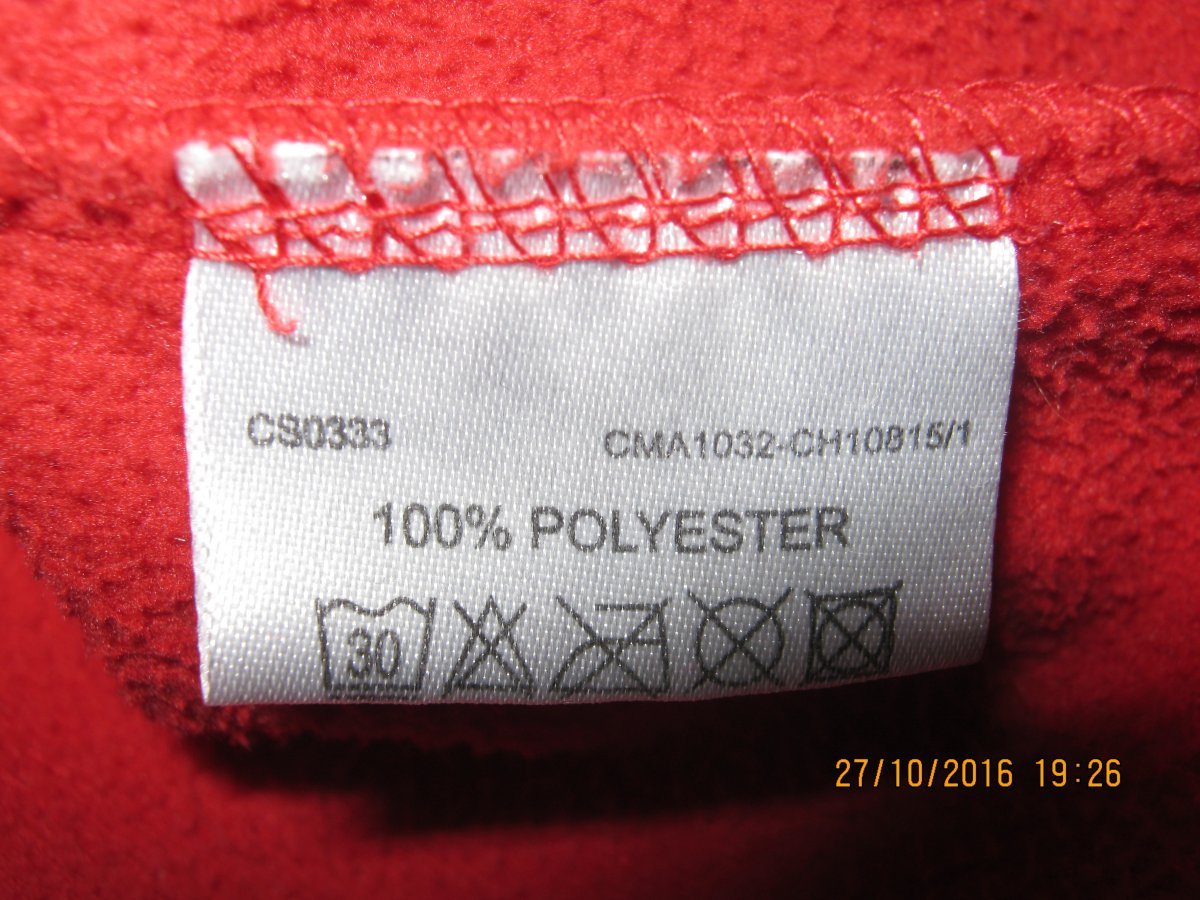 CS0333 CMA1032-CH10815/1
100% POLYESTER
30
27/10/2016 19:26